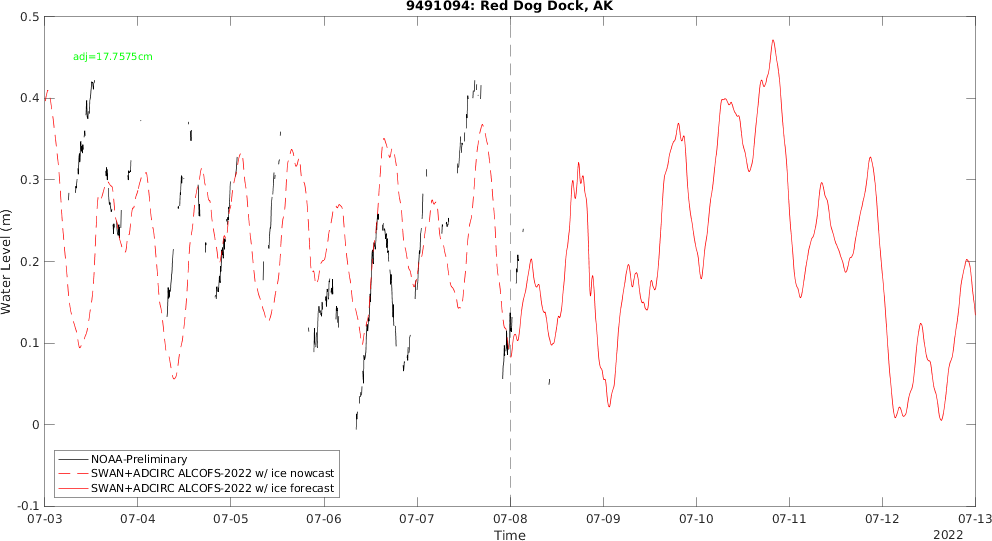 9491094: Red Dog Dock, AK
adj=17.7575cm
0.5
0.4
0.3
0.2
0.1
0
-0.1
Water Level (m)
NOAA-Preliminary
SWAN+ADCIRC ALCOFS-2022 w/ ice nowcast
SWAN+ADCIRC ALCOFS-2022 w/ ice forecast
07-03 07-04 07-05 07-06 07-07 07-08 07-09 07-10 07-11 07-12 07-13
Time
2022